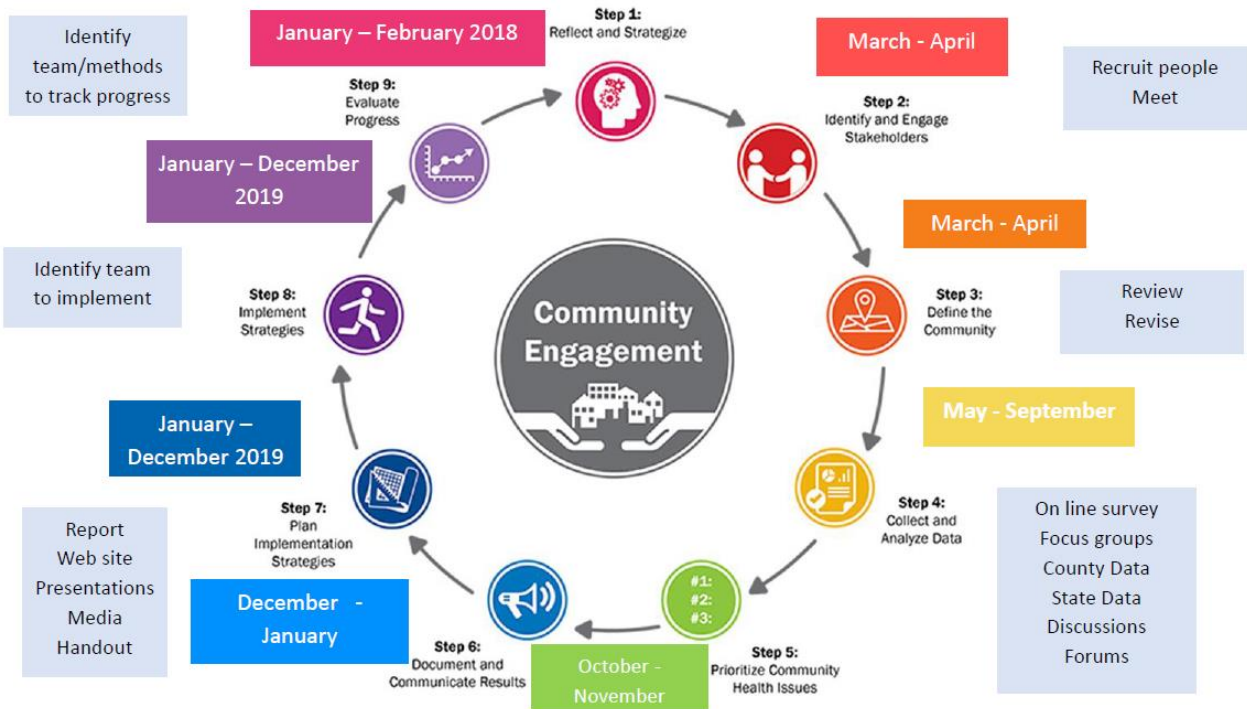 Identify
team/methods
to track progress
January – February 2018
Step 1:
Reflect and Strategize
March - April
Recruit people
Meet
Step 9:
Evaluate
Progress
Step 2:
Identify and Engage
Stakeholders
January – December
2019
March - April
Identify team
to implement
Step 8:
Implement
Strategies
Community
Engagement
Step 3:
Define the
Community
Review
Revise
January –
December 2019
May - September
Step 7:
Plan
Implementation
Strategies
Step 4:
Collect and
Analyze Data
On line survey
Focus groups
County Data
State Data
Discussions
Forums
Report
Web site
Presentations
Media
Handout
December -
January
#1:
#2:
#3:
Step 6:
Document and
Communicate Results
October -
November
Step 5:
Prioritize Community
Health Issues